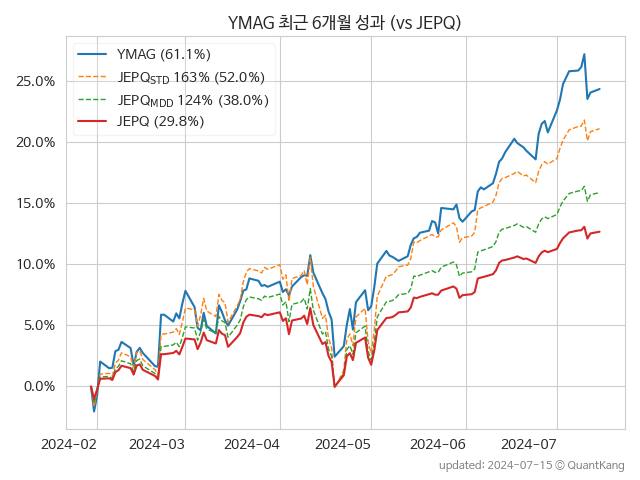 YMAG 최근 6개월 성과 (vs JEPQ)
YMAG (61.1%)
JEPQSTD 163% (52.0%)
JEPQMDD 124% (38.0%)
JEPQ (29.8%)
25.0%
20.0%
15.0%
10.0%
5.0%
0.0%
2024-02 2024-03 2024-04 2024-05 2024-06 2024-07
updated: 2024-07-15 © QuantKang